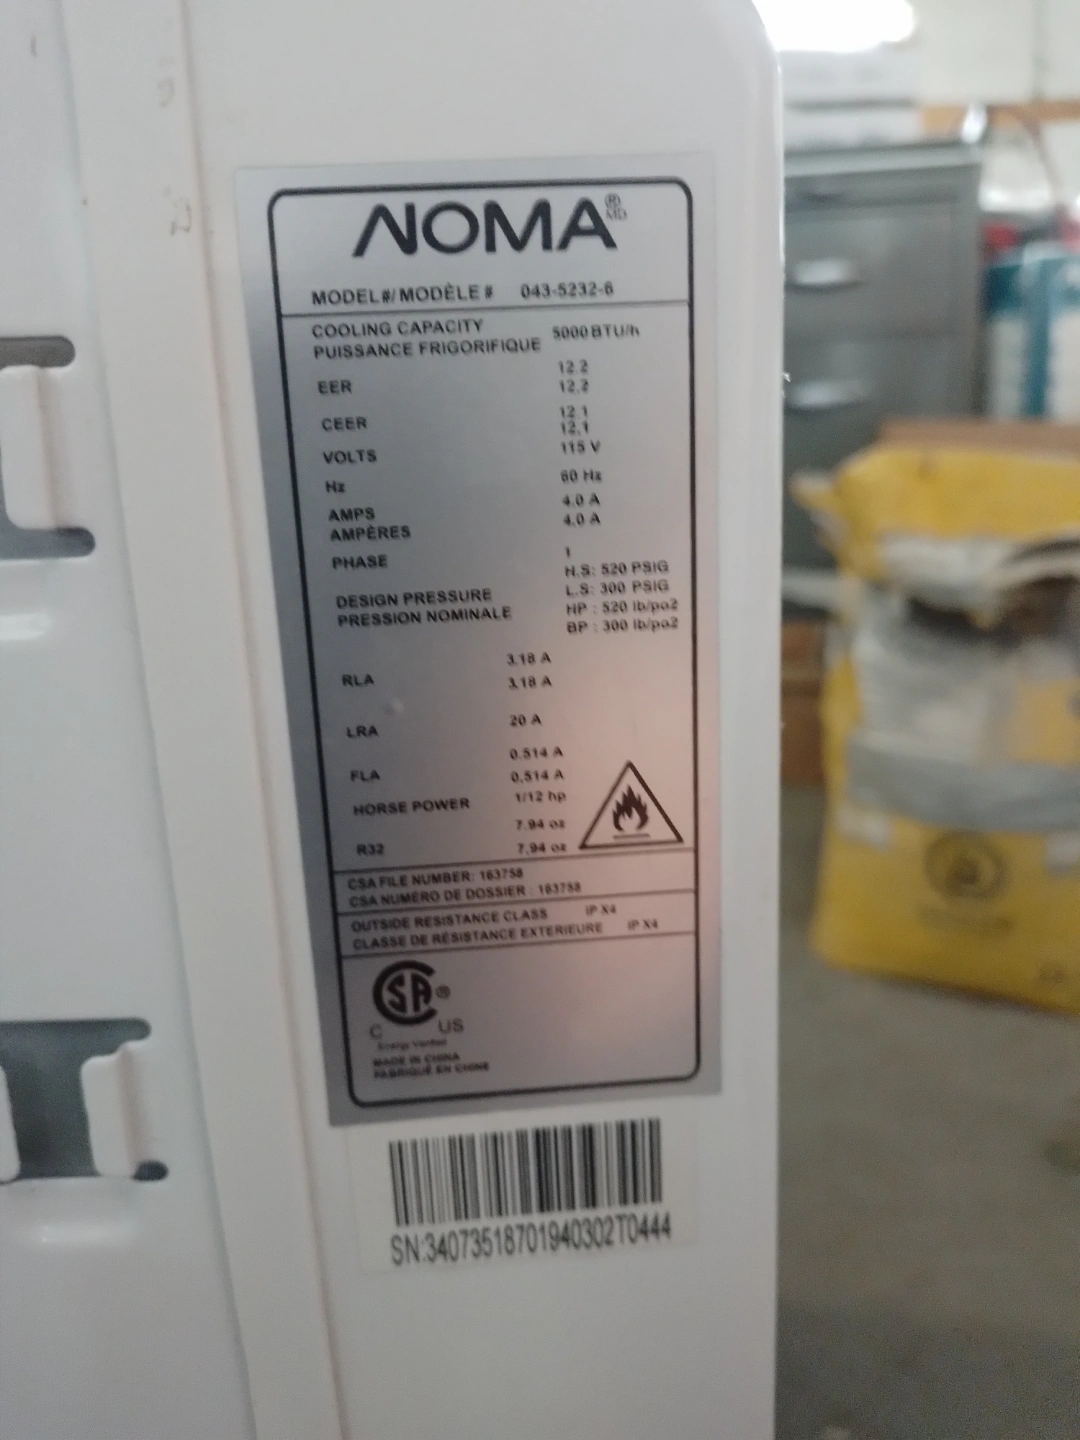 NOMA ® MD
MODEL#/MODÈLE # 043-5232-6
COOLING CAPACITY
PUISSANCE FRIGORIFIQUE 5000 BTU/h
EER 12.2
12.2
CEER 12.1
12.1
VOLTS 115 V
Hz 60 Hz
AMPS 4.0 A
AMPÈRES 4.0 A
PHASE 1
DESIGN PRESSURE
PRESSION NOMINALE
H.S: 520 PSIG
L.S: 300 PSIG
HP : 520 lb/po2
BP : 300 lb/po2
RLA 3.18 A
3.18 A
LRA 20 A
FLA 0.514 A
0.514 A
HORSE POWER 1/12 hp
R32 7.94 oz
7.94 oz
CSA FILE NUMBER: 163758
CSA NUMÉRO DE DOSSIER : 163758
OUTSIDE RESISTANCE CLASS IP X4
CLASSE DE RÉSISTANCE EXTERIEURE IP X4
CSA ®
C US
Energy Verified
MADE IN CHINA
FABRIQUÉ EN CHINE
SN:34073518701940302T0444